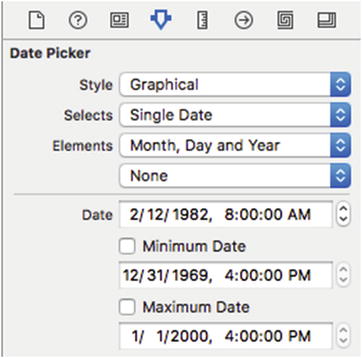 Date Picker
Style Graphical
Selects Single Date
Elements Month, Day and Year
None
Date 2/12/1982, 8:00:00 AM
Minimum Date
12/31/1969, 4:00:00 PM
Maximum Date
1/ 1/2000, 4:00:00 PM